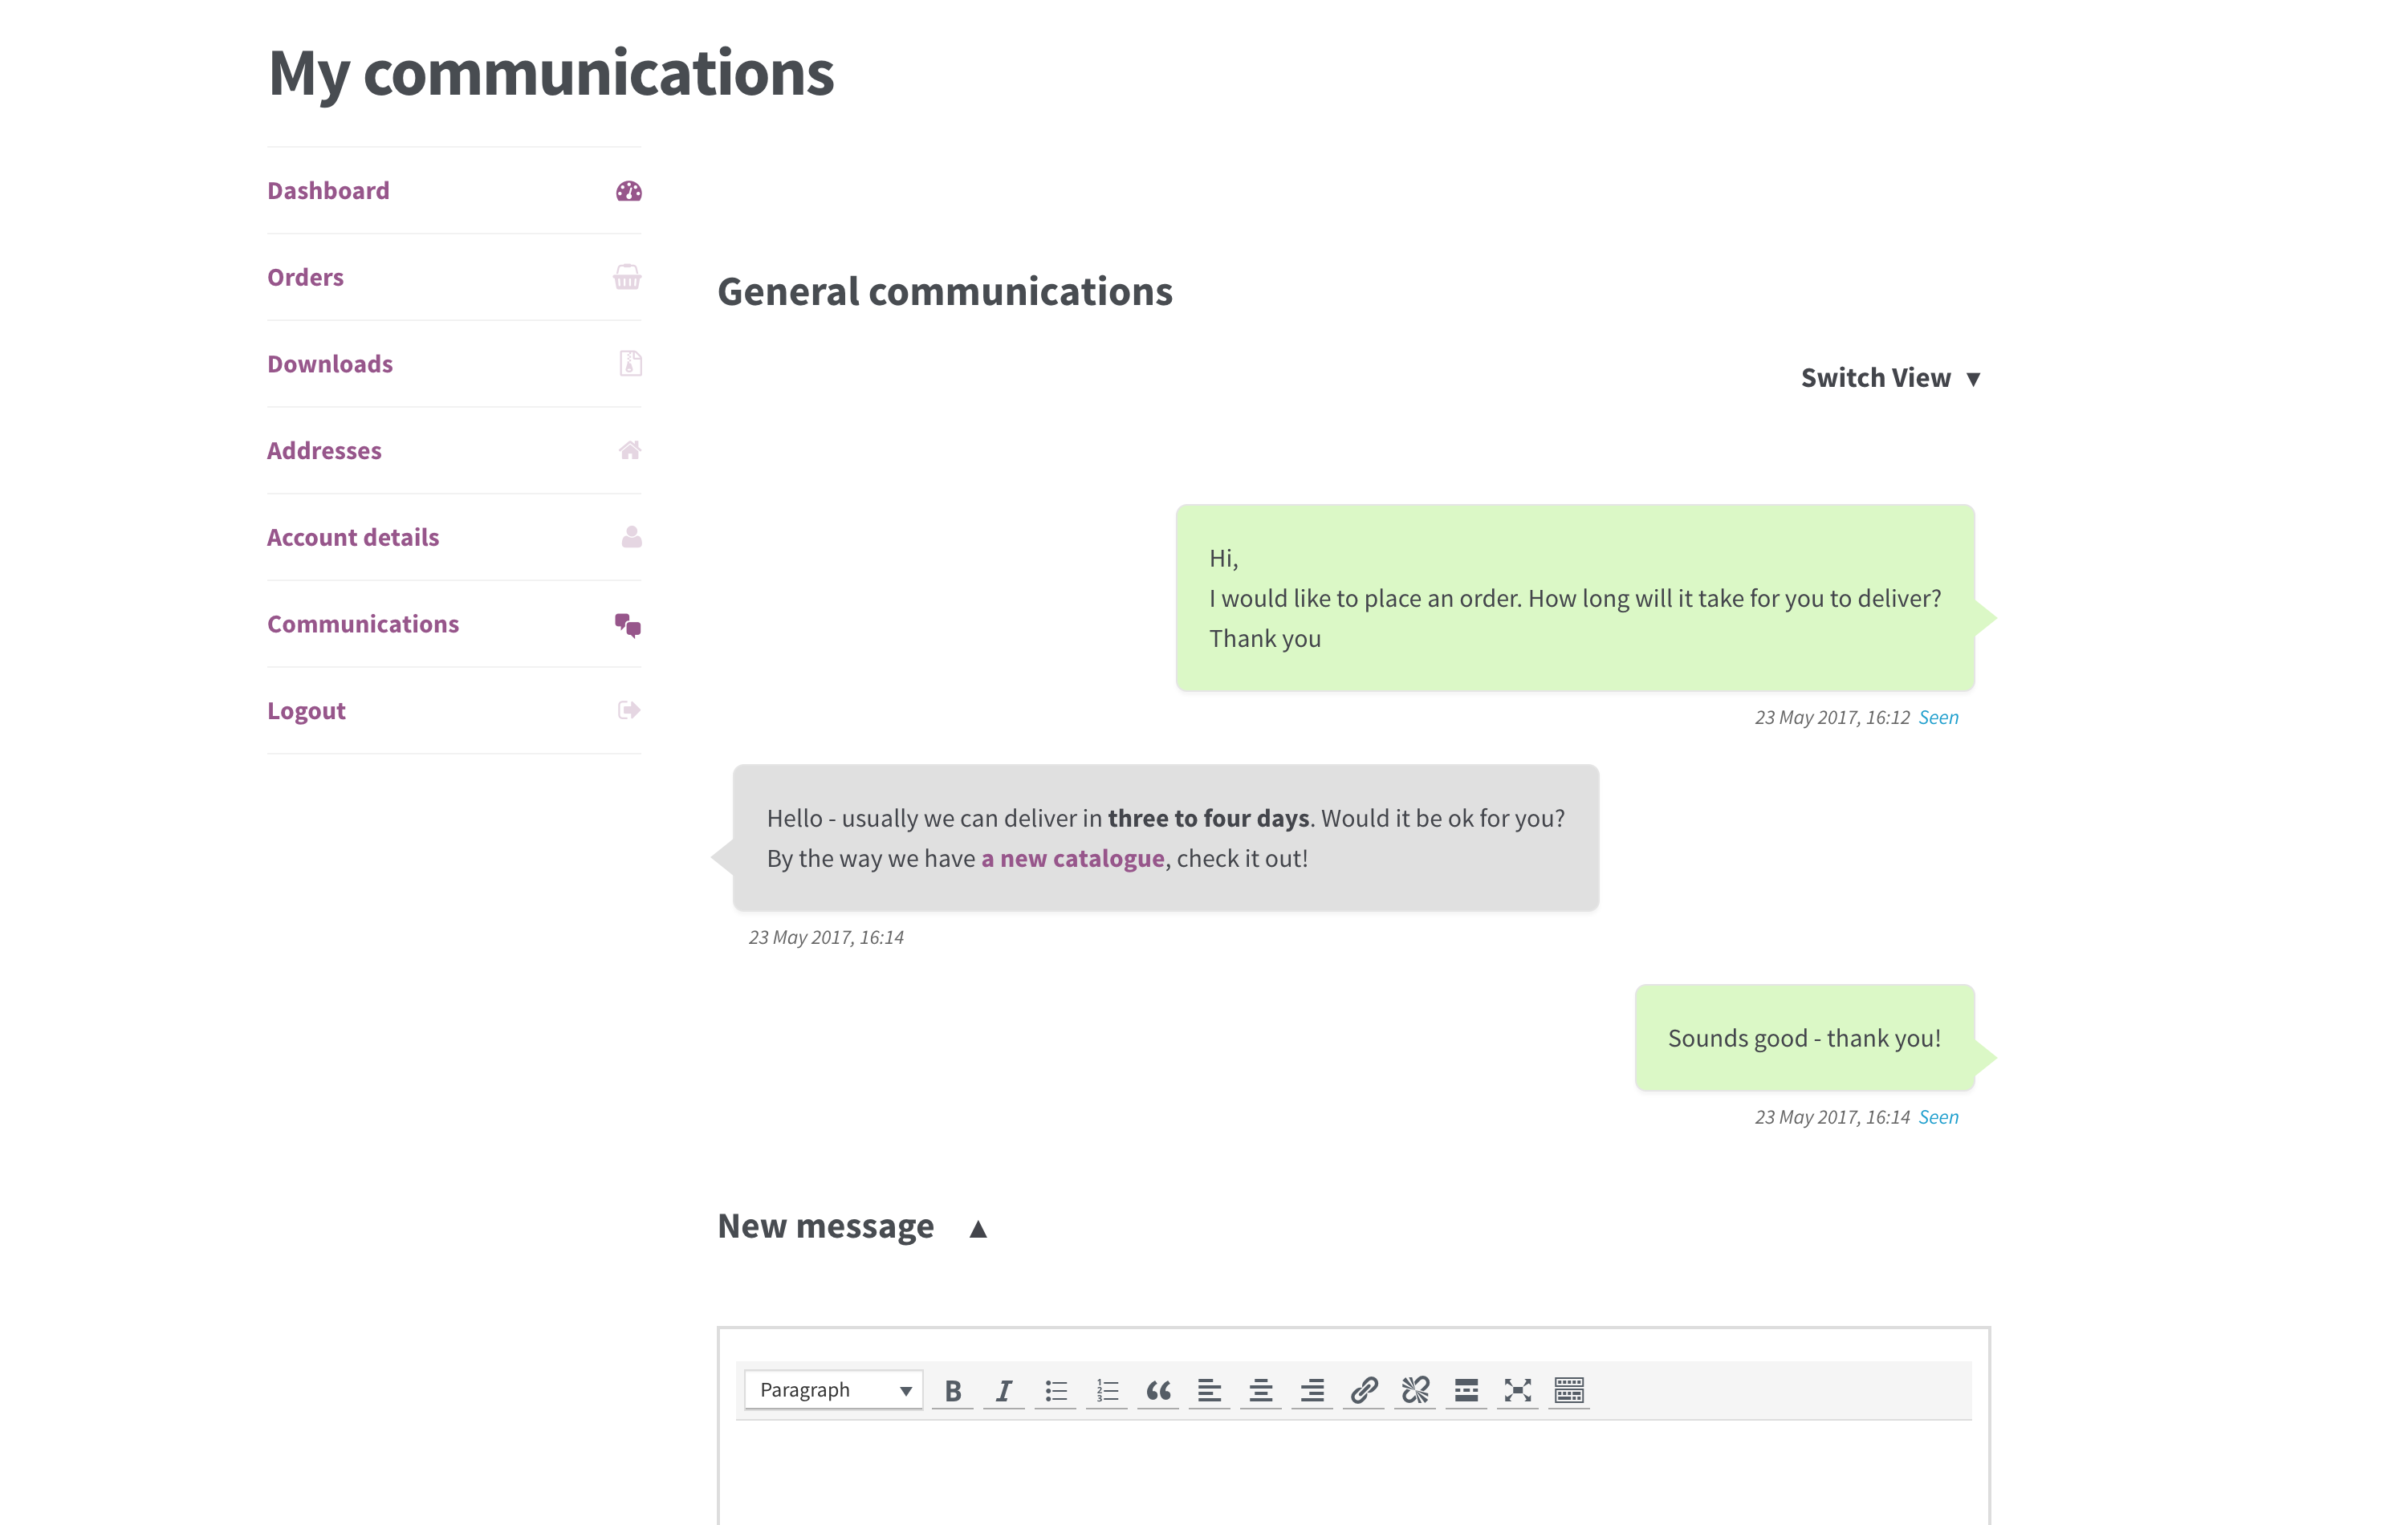 My communications
Dashboard
Orders
Downloads
Addresses
Account details
Communications
Logout
General communications
Switch View ▼
Hi,
I would like to place an order. How long will it take for you to deliver?
Thank you
23 May 2017, 16:12 Seen
Hello - usually we can deliver in three to four days. Would it be ok for you?
By the way we have a new catalogue, check it out!
23 May 2017, 16:14
Sounds good - thank you!
23 May 2017, 16:14 Seen
New message ▲
Paragraph ▼